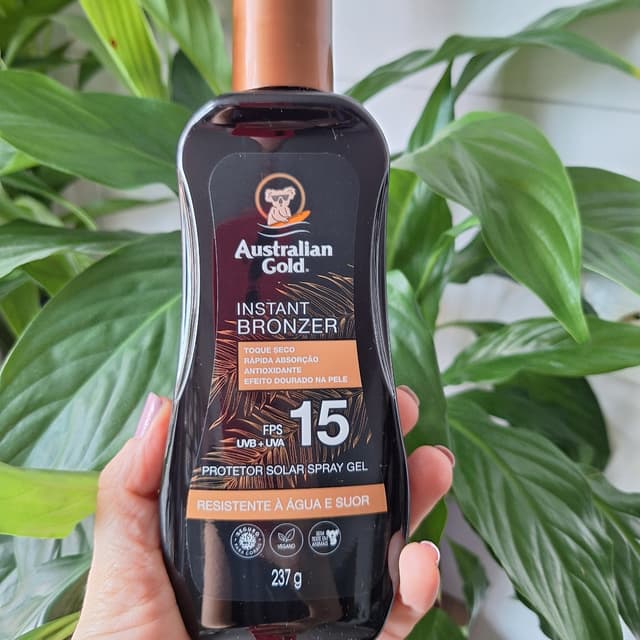 Australian
Gold®
INSTANT
BRONZER
TOQUE SECO
RÁPIDA ABSORÇÃO
ANTIOXIDANTE
EFEITO DOURADO NA PELE
FPS 15
UVB + UVA
PROTETOR SOLAR SPRAY GEL
RESISTENTE À ÁGUA E SUOR
SEGURO
VEGANO
237 g